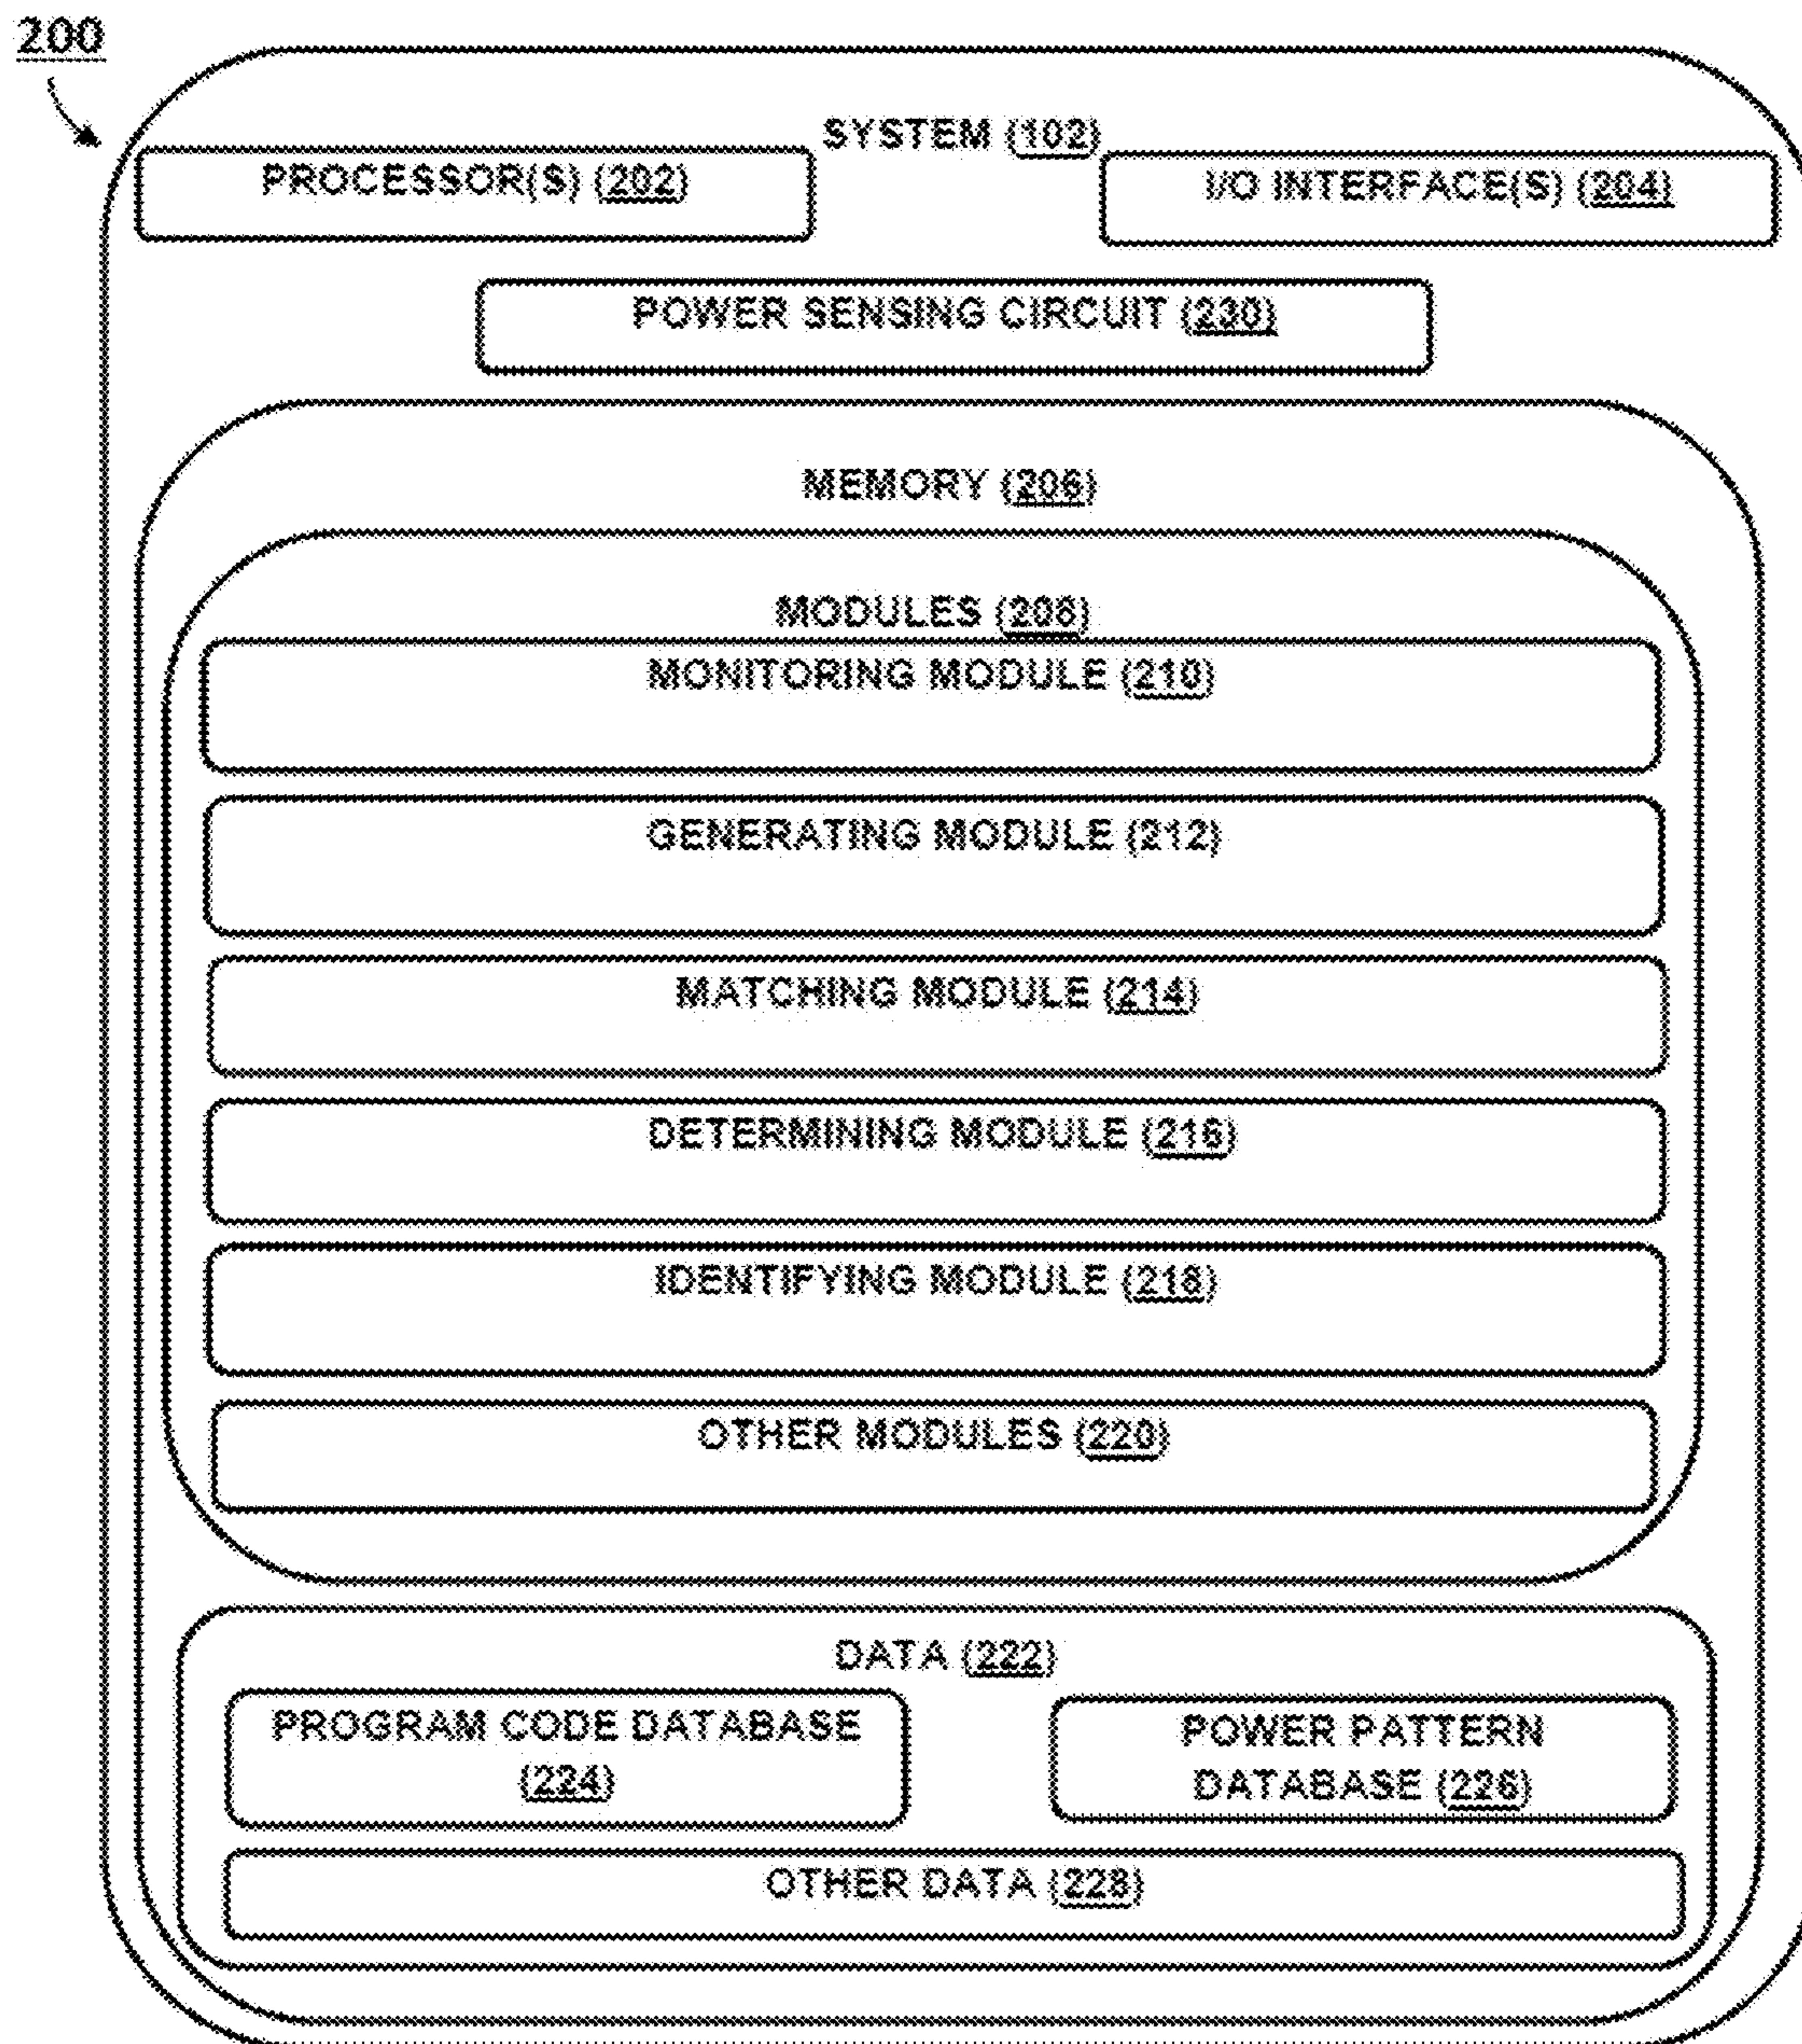 200
SYSTEM (102)
PROCESSOR(S) (202)
I/O INTERFACE(S) (204)
POWER SENSING CIRCUIT (230)
MEMORY (206)
MODULES (208)
MONITORING MODULE (210)
GENERATING MODULE (212)
MATCHING MODULE (214)
DETERMINING MODULE (216)
IDENTIFYING MODULE (218)
OTHER MODULES (220)
DATA (222)
PROGRAM CODE DATABASE
(224)
POWER PATTERN
DATABASE (226)
OTHER DATA (228)